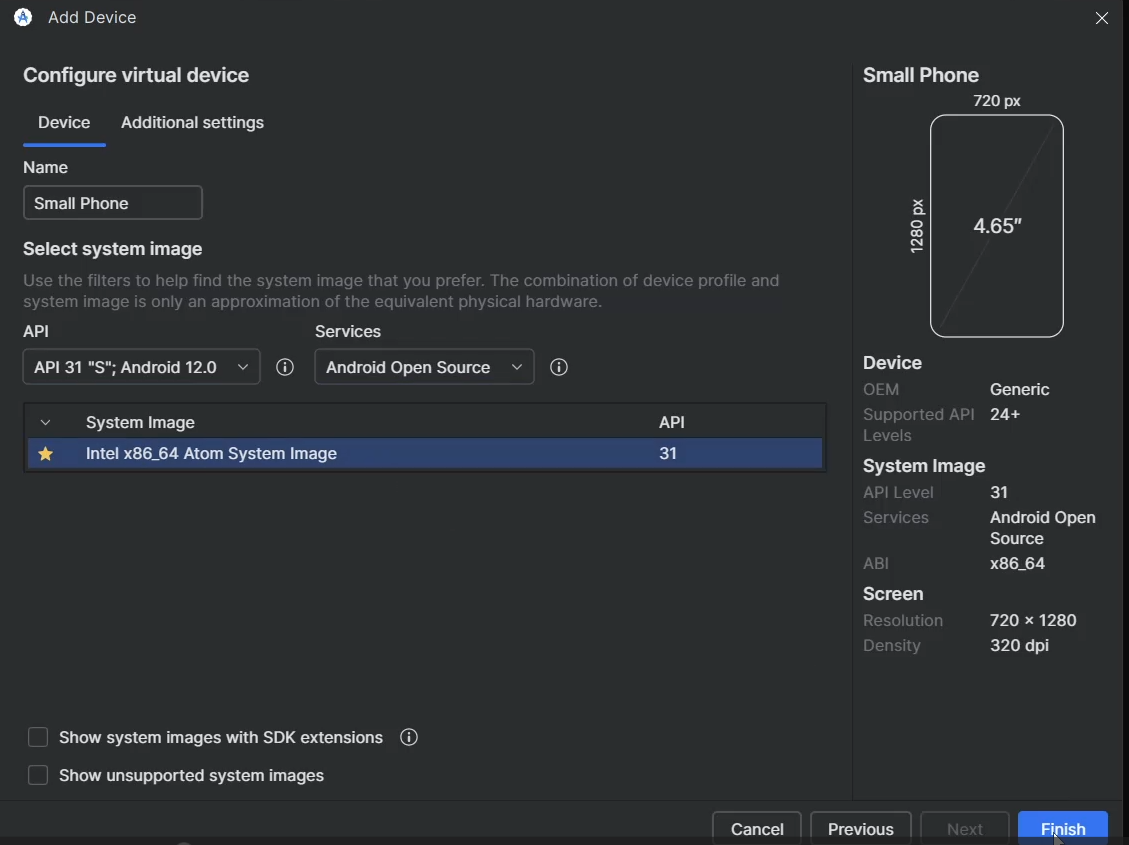 Add Device
Configure virtual device
Device
Additional settings
Name
Small Phone
Select system image
Use the filters to help find the system image that you prefer. The combination of device profile and
system image is only an approximation of the equivalent physical hardware.
API
Services
API 31 "S"; Android 12.0
Android Open Source
System Image
API
Intel x86_64 Atom System Image
31
Show system images with SDK extensions
Show unsupported system images
Small Phone
720 px
1280 px
4.65"
Device
OEM Generic
Supported API 24+
Levels
System Image
API Level 31
Services Android Open
Source
ABI x86_64
Screen
Resolution 720 × 1280
Density 320 dpi
Cancel
Previous
Next
Finish